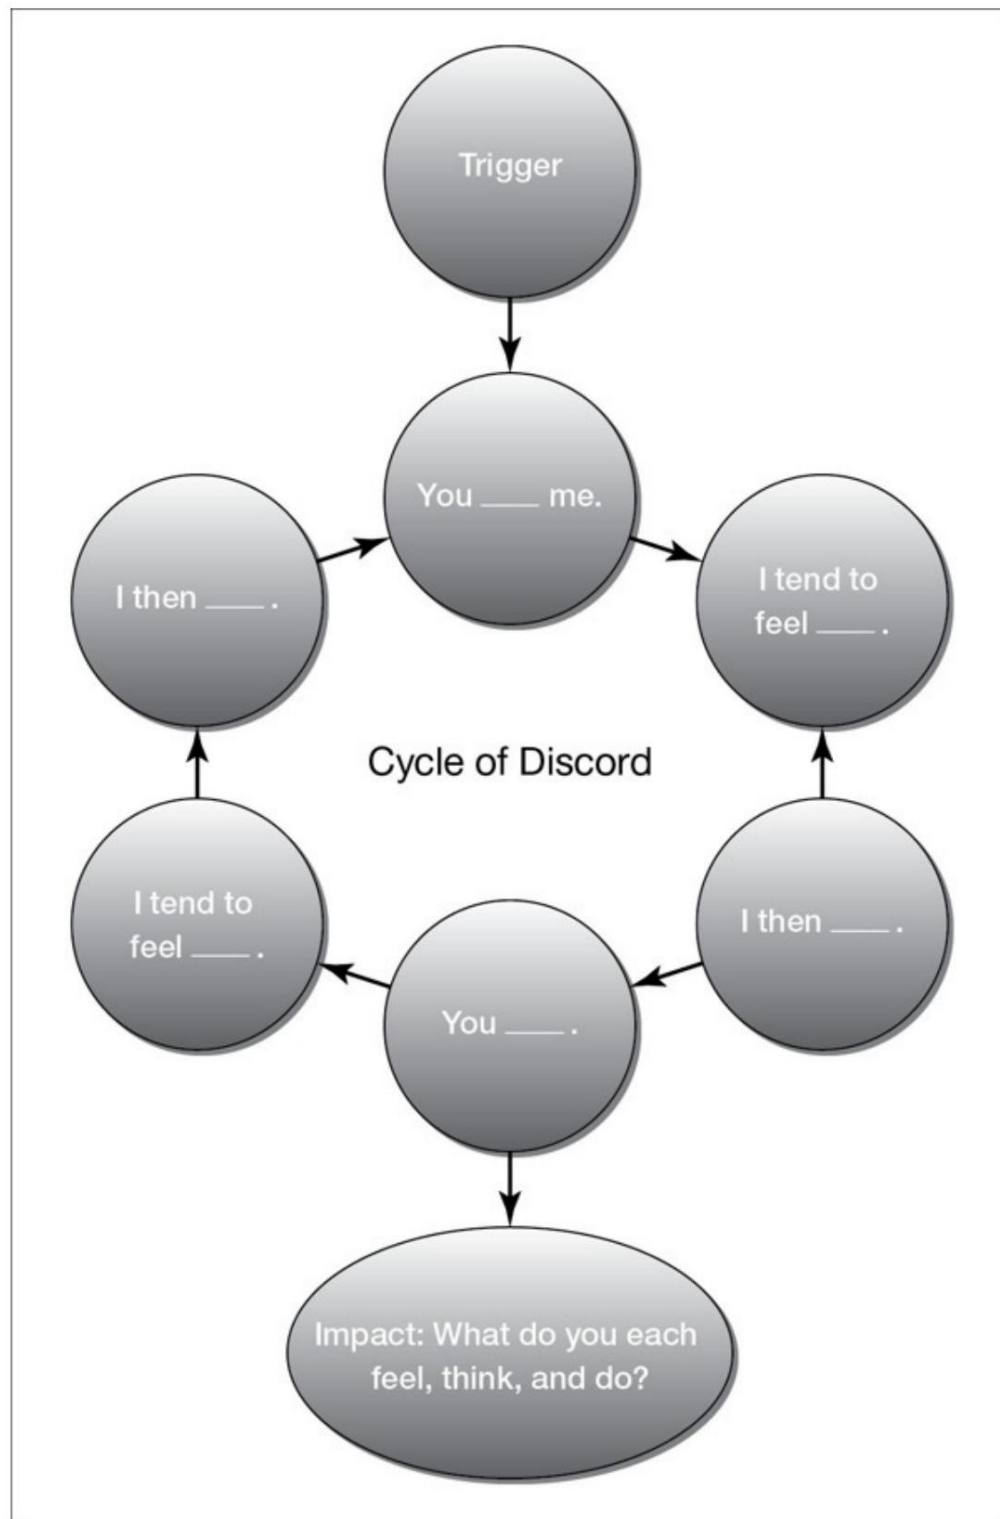 Trigger
You ____ me.
I tend to
feel ____ .
I then ____ .
Cycle of Discord
I tend to
feel ____ .
I then ____ .
You ____ .
Impact: What do you each
feel, think, and do?